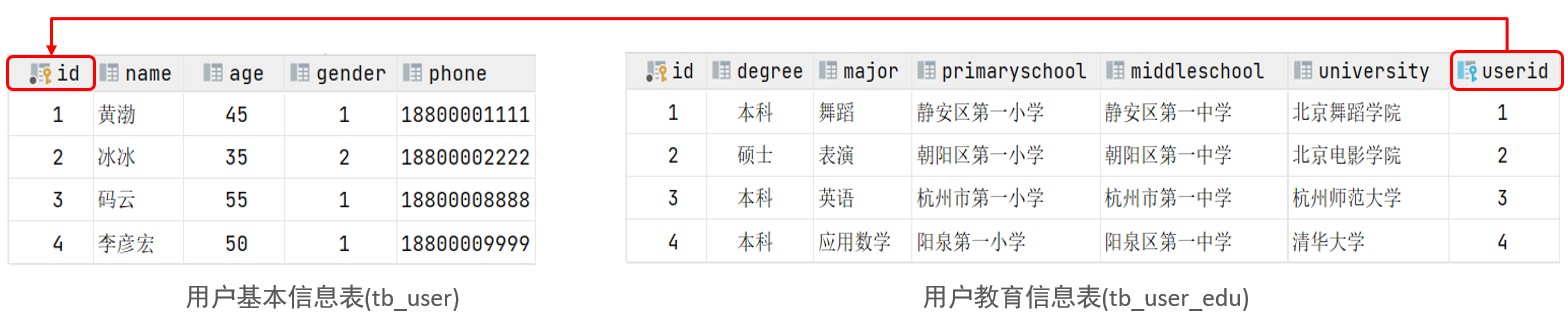 id name age gender phone
1 黄渤 45 1 18800001111
2 冰冰 35 2 18800002222
3 码云 55 1 18800008888
4 李彦宏 50 1 18800009999
用户基本信息表(tb_user)
id degree major primaryschool middleschool university userid
1 本科 舞蹈 静安区第一小学 静安区第一中学 北京舞蹈学院 1
2 硕士 表演 朝阳区第一小学 朝阳区第一中学 北京电影学院 2
3 本科 英语 杭州市第一小学 杭州市第一中学 杭州师范大学 3
4 本科 应用数学 阳泉第一小学 阳泉区第一中学 清华大学 4
用户教育信息表(tb_user_edu)